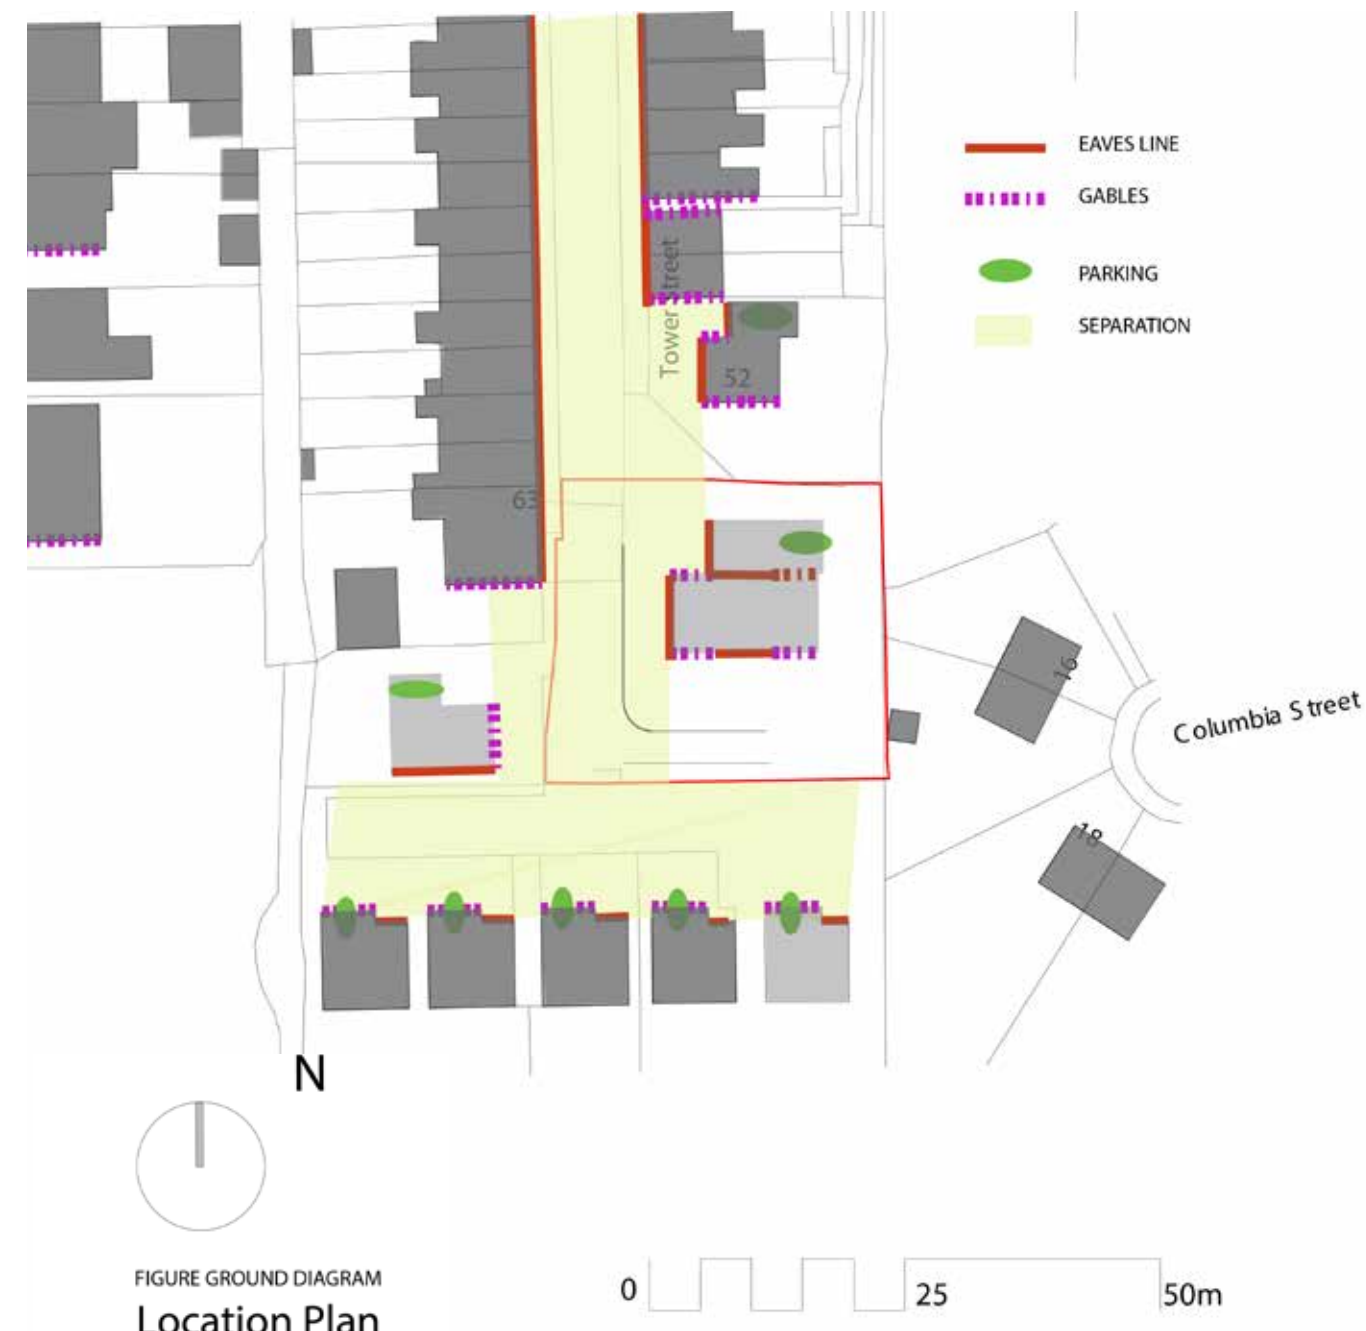 EAVES LINE
GABLES
PARKING
SEPARATION
Tower Street
52
63
16
Columbia Street
18
N
FIGURE GROUND DIAGRAM
Location Plan
0
25
50m